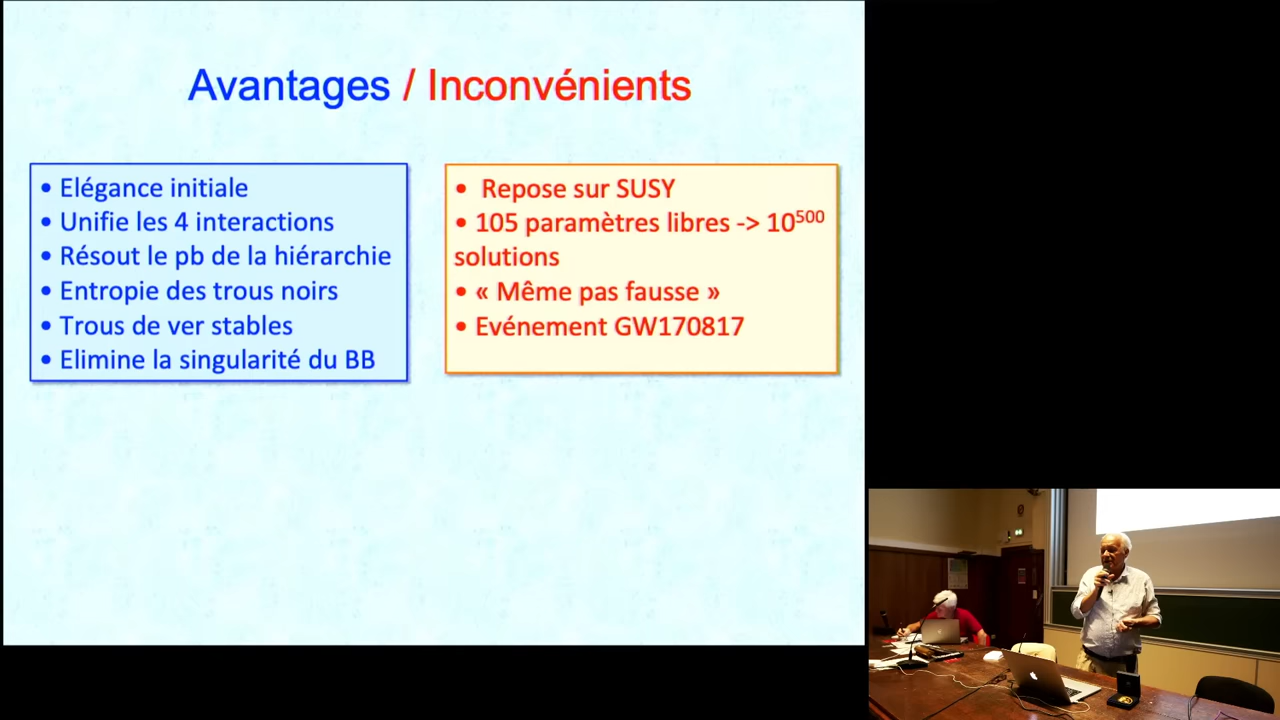 Avantages / Inconvénients
• Elégance initiale
• Unifie les 4 interactions
• Résout le pb de la hiérarchie
• Entropie des trous noirs
• Trous de ver stables
• Elimine la singularité du BB
• Repose sur SUSY
• 105 paramètres libres -> 10⁵⁰⁰
solutions
• « Même pas fausse »
• Evénement GW170817